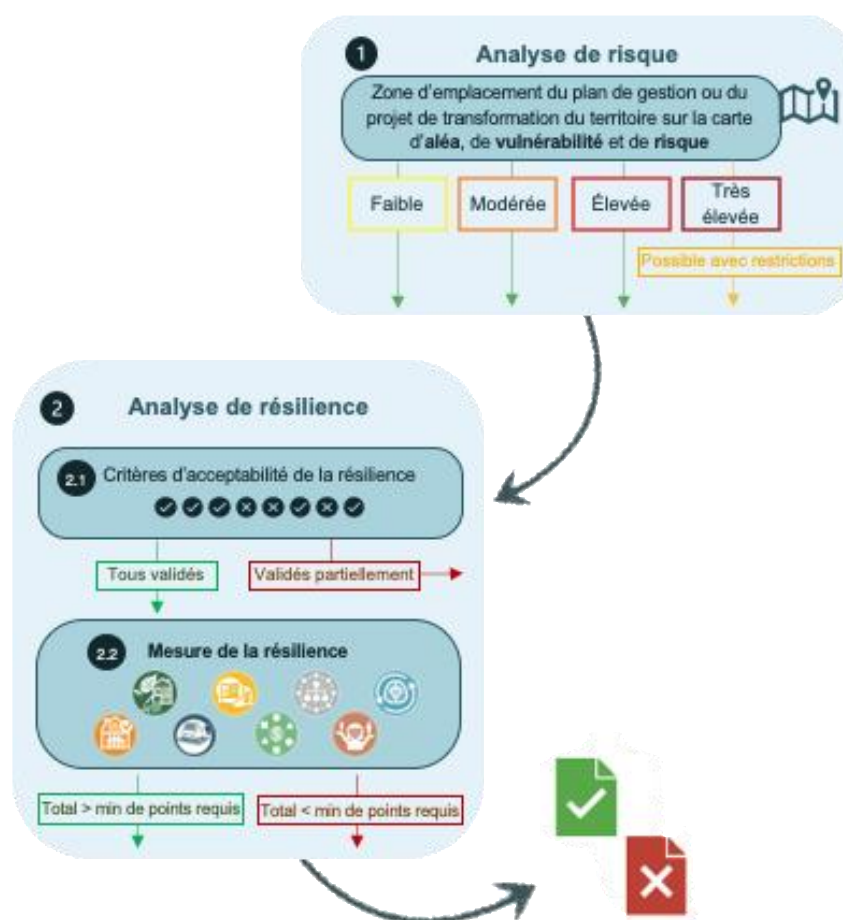 1 Analyse de risque
Zone d'emplacement du plan de gestion ou du
projet de transformation du territoire sur la carte
d'aléa, de vulnérabilité et de risque
Faible
Modérée
Élevée
Très
élevée
Possible avec restrictions
2 Analyse de résilience
2.1 Critères d'acceptabilité de la résilience
Tous validés
Validés partiellement
2.2 Mesure de la résilience
Total > min de points requis
Total < min de points requis